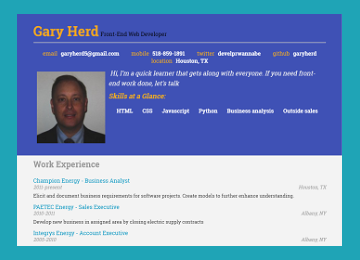 Gary Herd Front-End Web Developer
email garyherd5@gmail.com mobile 518-859-1891 twitter develprwannabe github garyherd
location Houston, TX
Hi, I'm a quick learner that gets along with everyone. If you need front-
end work done, let's talk
Skills at a Glance:
HTML CSS Javascript Python Business analysis Outside sales
Work Experience
Champion Energy - Business Analyst
2011-present Houston, TX
Elicit and document business requirements for software projects. Create models to further enhance understanding.
PAETEC Energy - Sales Executive
2010-2011 Albany, NY
Develop new business in assigned area by closing electric supply contracts
Integrys Energy - Account Executive
2005-2010 Albany, NY